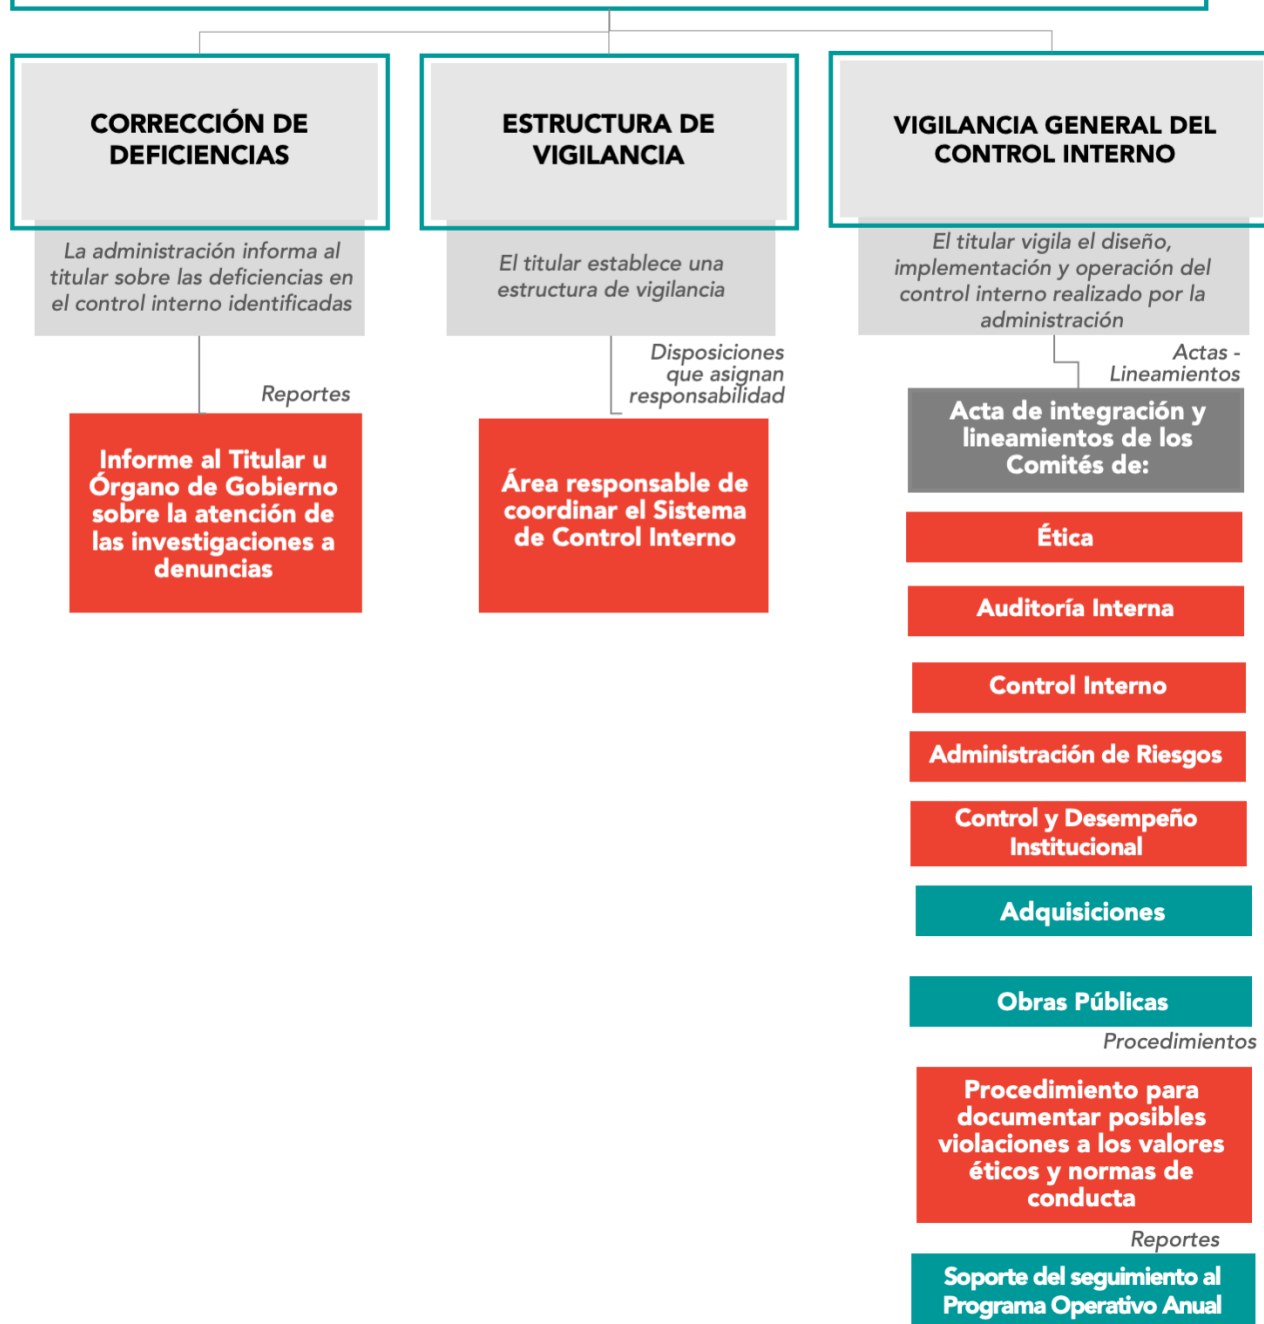 CORRECCIÓN DE
DEFICIENCIAS
La administración informa al
titular sobre las deficiencias en
el control interno identificadas
Reportes
Informe al Titular u
Órgano de Gobierno
sobre la atención de
las investigaciones a
denuncias
ESTRUCTURA DE
VIGILANCIA
El titular establece una
estructura de vigilancia
Disposiciones
que asignan
responsabilidad
Área responsable de
coordinar el Sistema
de Control Interno
VIGILANCIA GENERAL DEL
CONTROL INTERNO
El titular vigila el diseño,
implementación y operación del
control interno realizado por la
administración
Actas -
Lineamientos
Acta de integración y
lineamientos de los
Comités de:
Ética
Auditoría Interna
Control Interno
Administración de Riesgos
Control y Desempeño
Institucional
Adquisiciones
Obras Públicas
Procedimientos
Procedimiento para
documentar posibles
violaciones a los valores
éticos y normas de
conducta
Reportes
Soporte del seguimiento al
Programa Operativo Anual